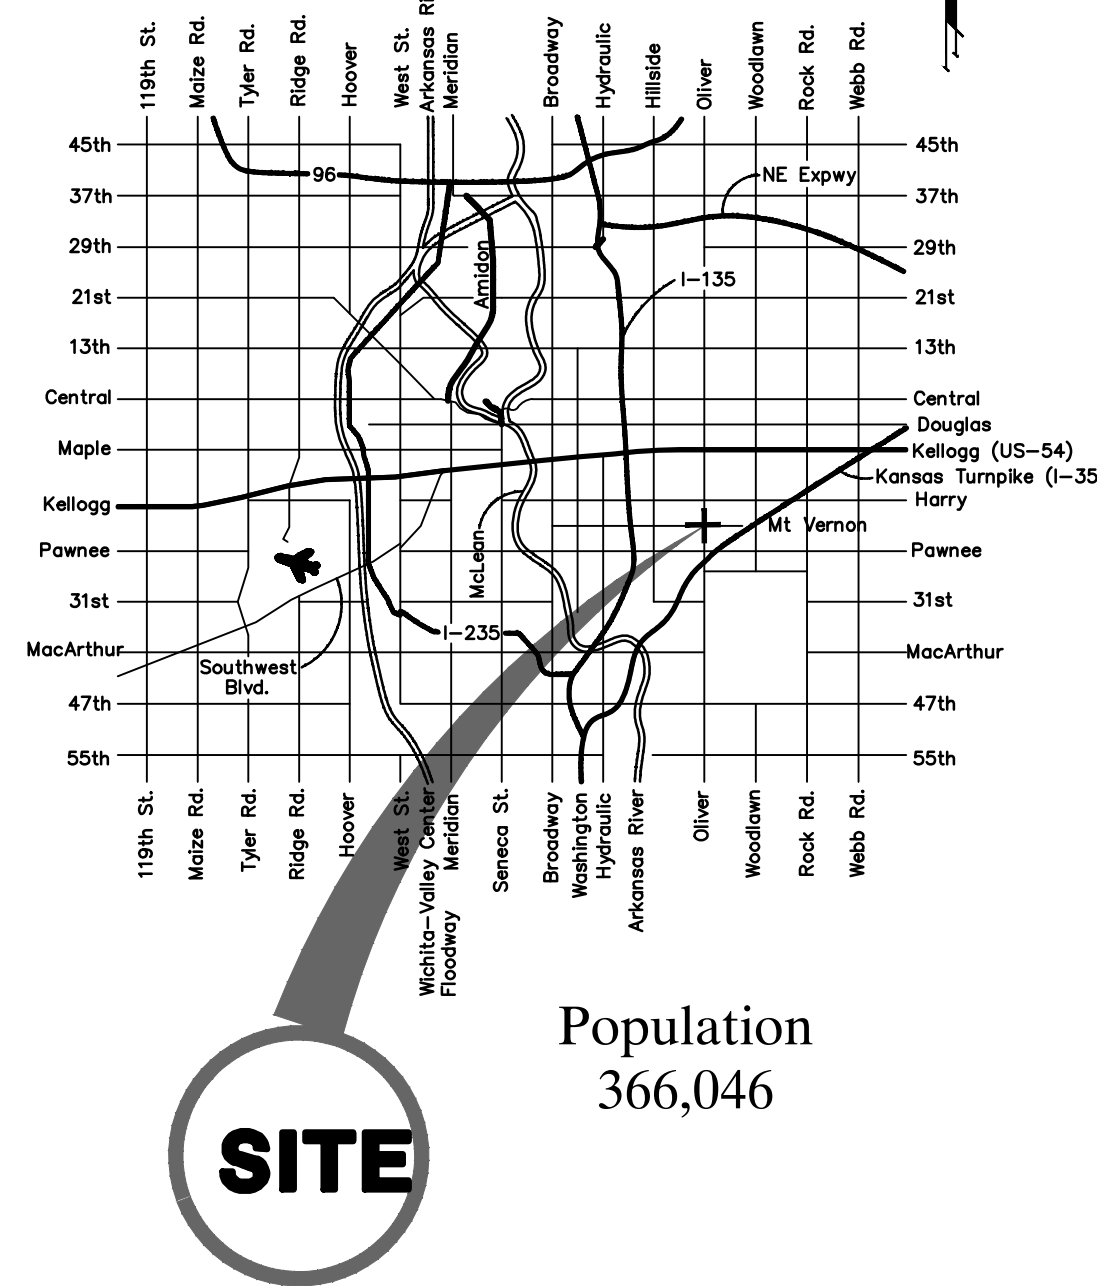 119th St.
Maize Rd.
Tyler Rd.
Ridge Rd.
Hoover
West St.
Arkansas Ri
Meridian
Broadway
Hydraulic
Hillside
Oliver
Woodlawn
Rock Rd.
Webb Rd.
45th
45th
96
NE Expwy
37th
37th
29th
29th
Amidon
I-135
21st
21st
13th
13th
Central
Central
Douglas
Maple
Kellogg (US-54)
Kansas Turnpike (I-35
Kellogg
Harry
Mt Vernon
Pawnee
Pawnee
McLean
31st
31st
I-235
MacArthur
MacArthur
Southwest
Blvd.
47th
47th
55th
55th
119th St.
Maize Rd.
Tyler Rd.
Ridge Rd.
Hoover
West St.
Wichita-Valley Center
Floodway
Meridian
Seneca St.
Broadway
Washington
Hydraulic
Arkansas River
Oliver
Woodlawn
Rock Rd.
Webb Rd.
Population
366,046
SITE